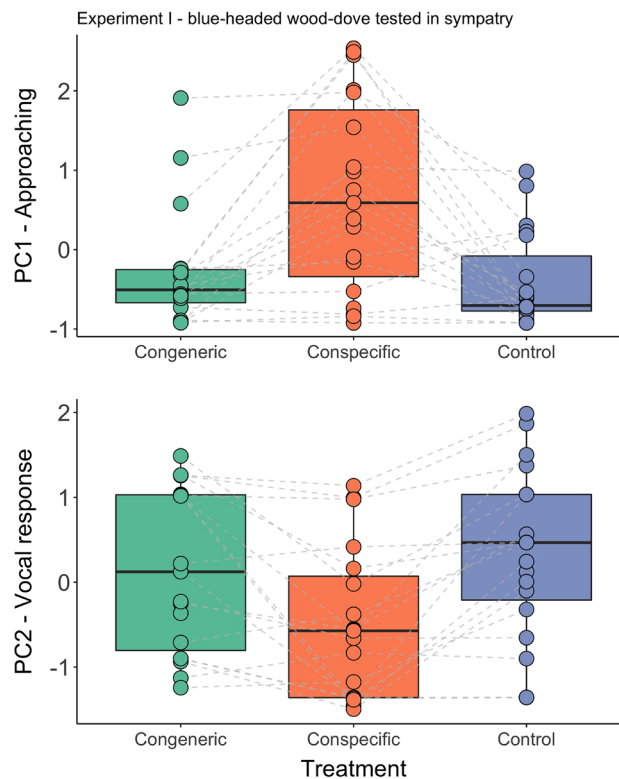 Experiment I - blue-headed wood-dove tested in sympatry
PC1 - Approaching
2
1
0
-1
Congeneric Conspecific Control
PC2 - Vocal response
2
1
0
-1
Congeneric Conspecific Control
Treatment